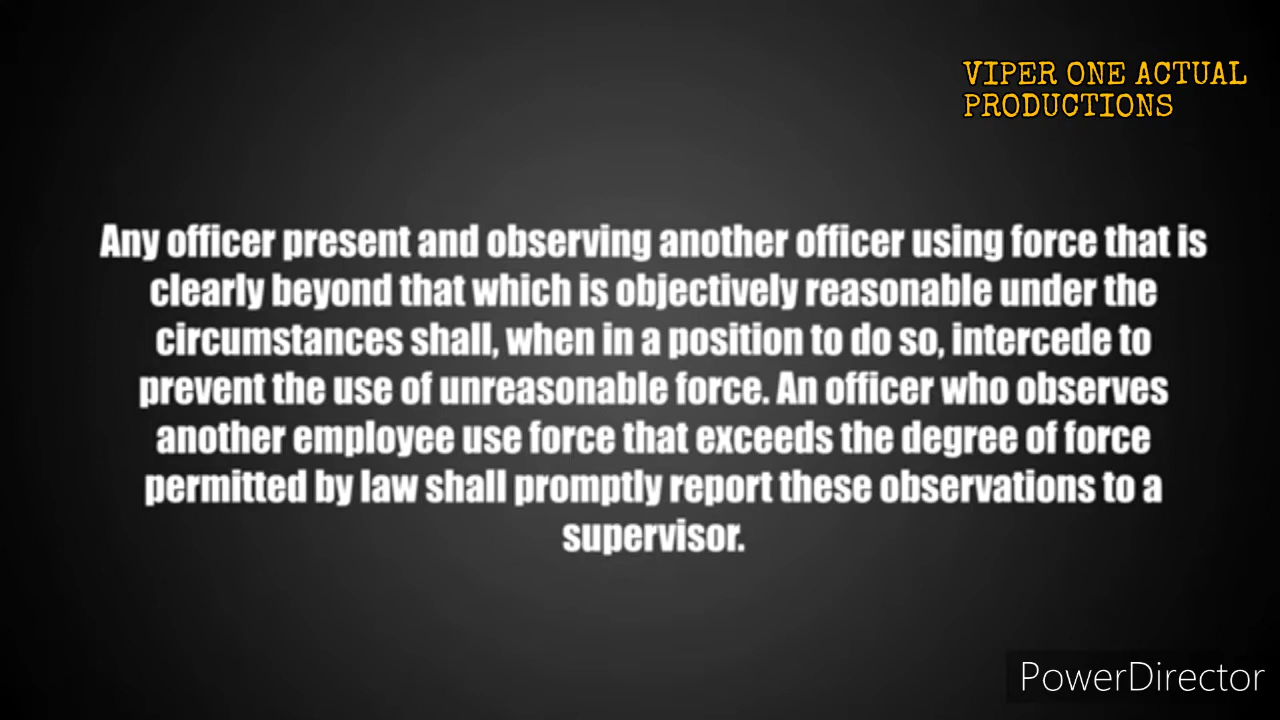 VIPER ONE ACTUAL
PRODUCTIONS
Any officer present and observing another officer using force that is
clearly beyond that which is objectively reasonable under the
circumstances shall, when in a position to do so, intercede to
prevent the use of unreasonable force. An officer who observes
another employee use force that exceeds the degree of force
permitted by law shall promptly report these observations to a
supervisor.
PowerDirector